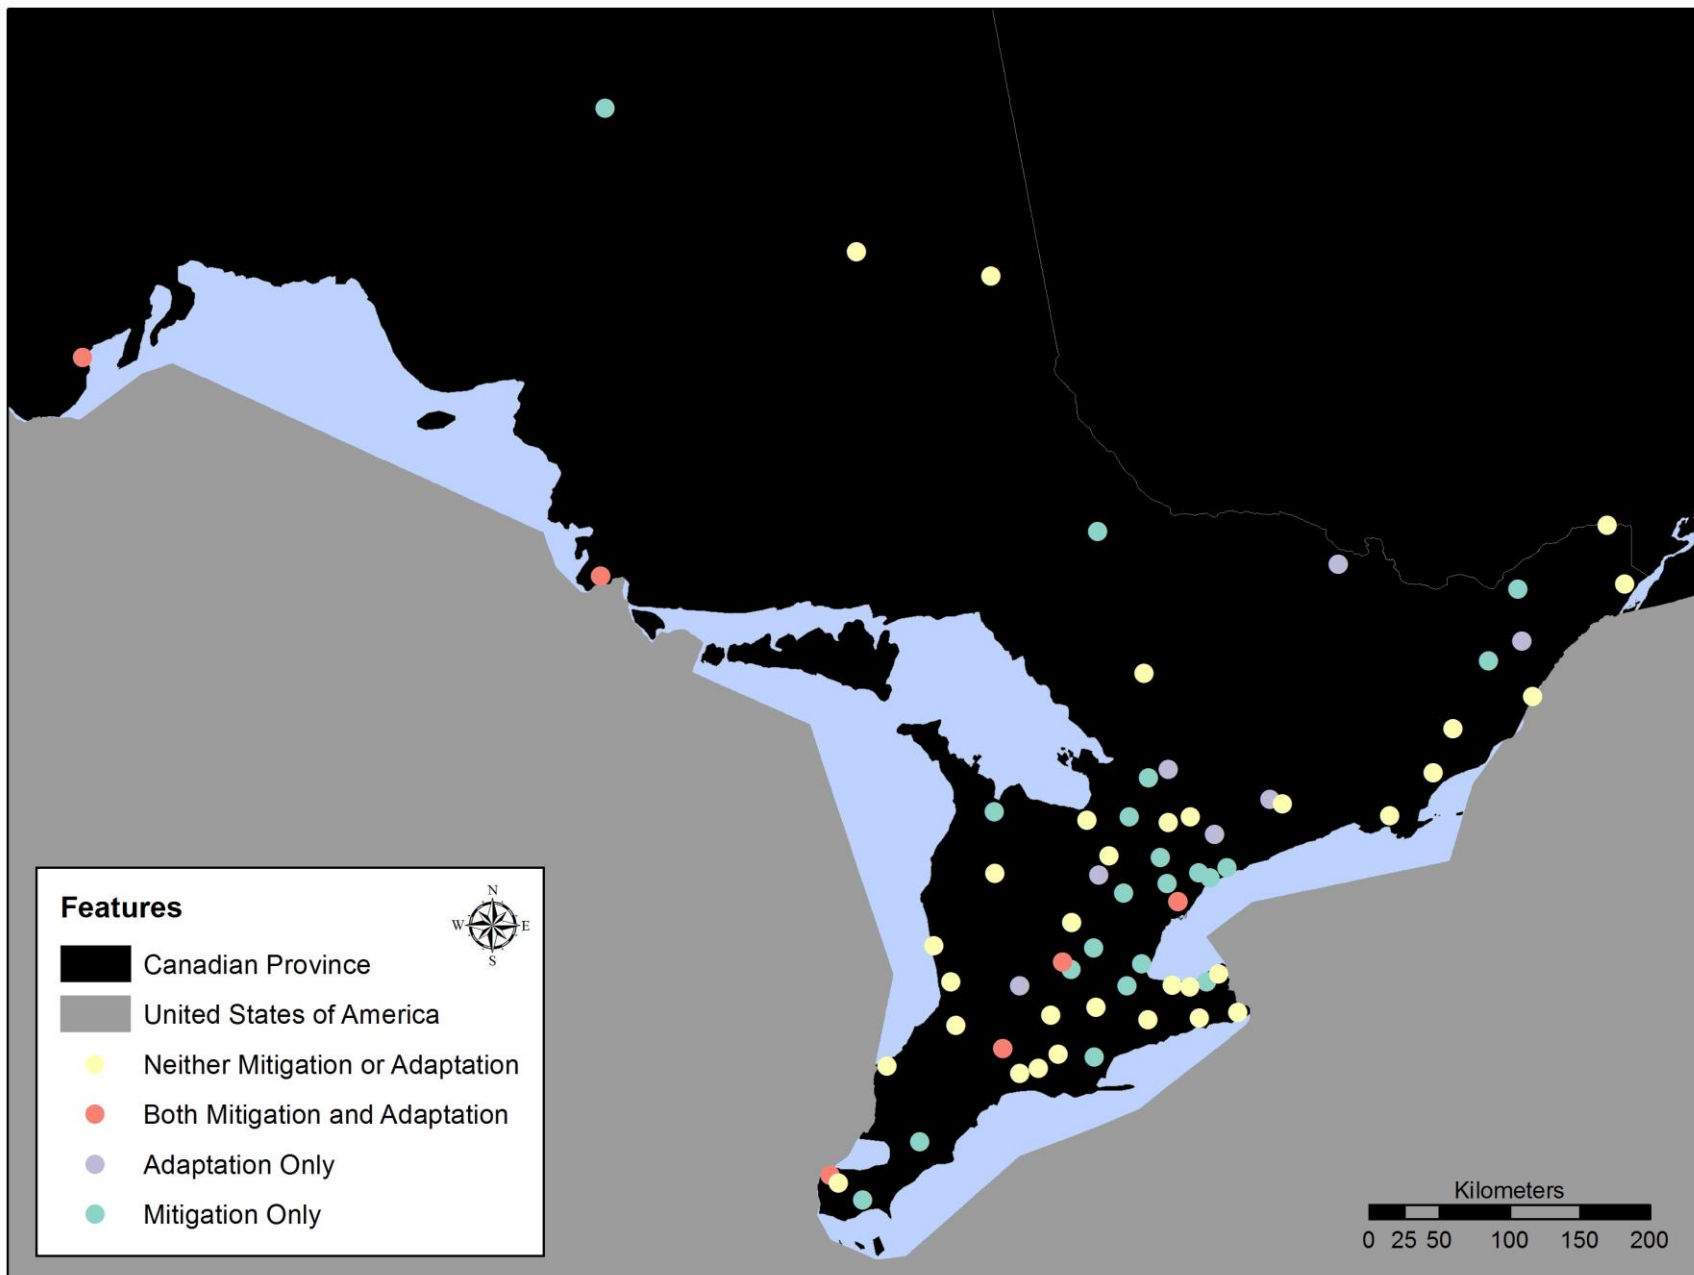 Features
N
W E
S
Canadian Province
United States of America
Neither Mitigation or Adaptation
Both Mitigation and Adaptation
Adaptation Only
Mitigation Only
Kilometers
0 25 50 100 150 200